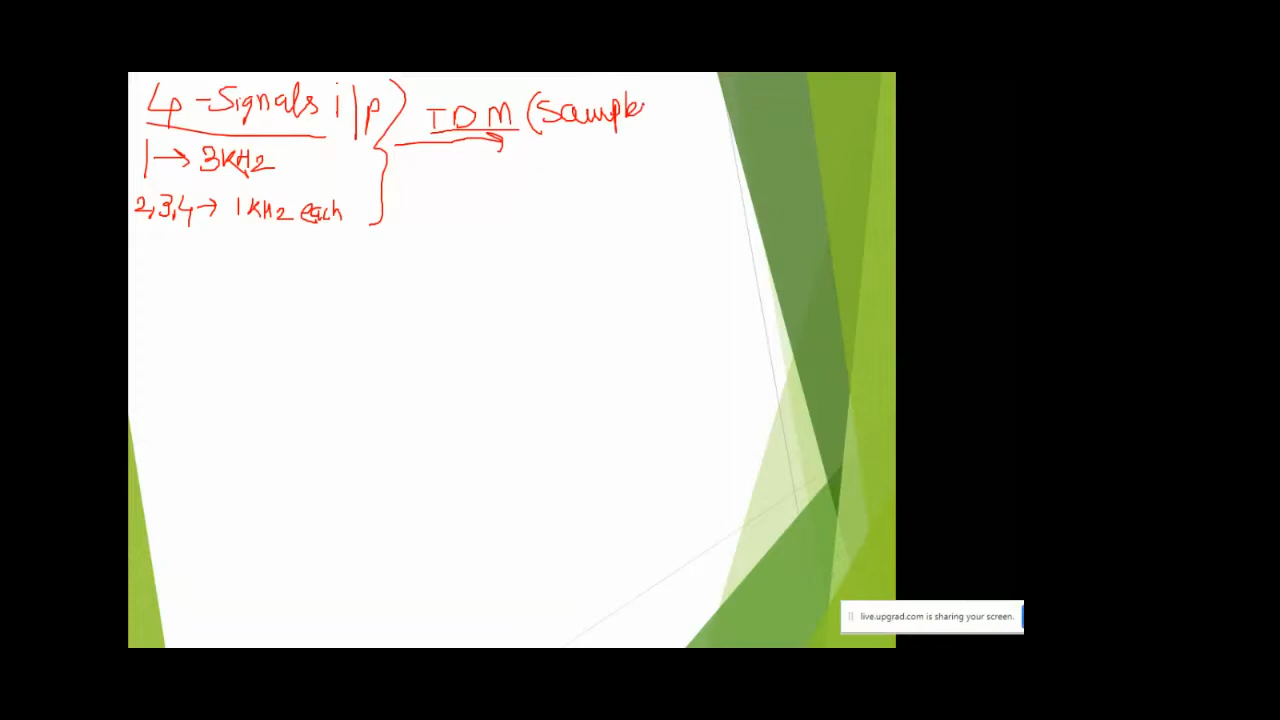 4 - Signals i/p } TDM (Sample
1 → 3KHz
2,3,4 → 1KHz each
live.upgrad.com is sharing your screen.